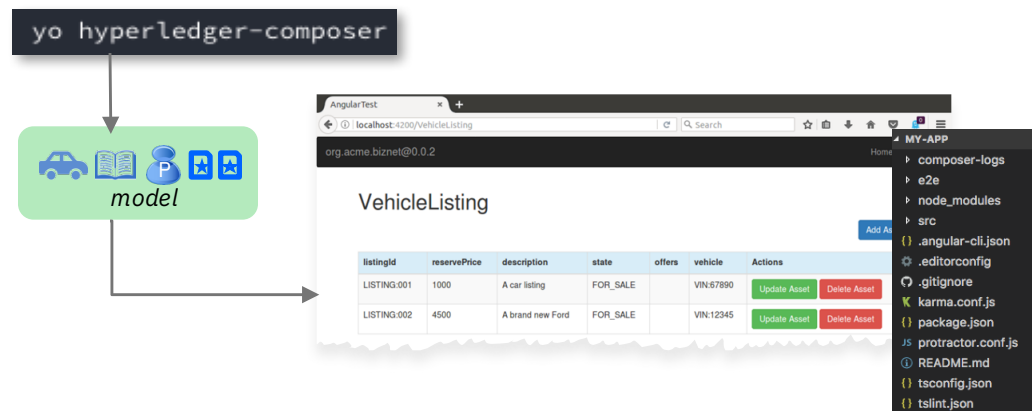 yo hyperledger-composer
P
model
AngularTest × +
localhost:4200/VehicleListing
Search
6
org.acme.biznet@0.0.2
Home
VehicleListing
Add As
listingId reservePrice description state offers vehicle Actions
LISTING:001 1000 A car listing FOR_SALE VIN:67890 Update Asset Delete Asset
LISTING:002 4500 A brand new Ford FOR_SALE VIN:12345 Update Asset Delete Asset
MY-APP
composer-logs
e2e
node_modules
src
{} .angular-cli.json
.editorconfig
.gitignore
K karma.conf.js
{} package.json
JS protractor.conf.js
README.md
{} tsconfig.json
{} tslint.json